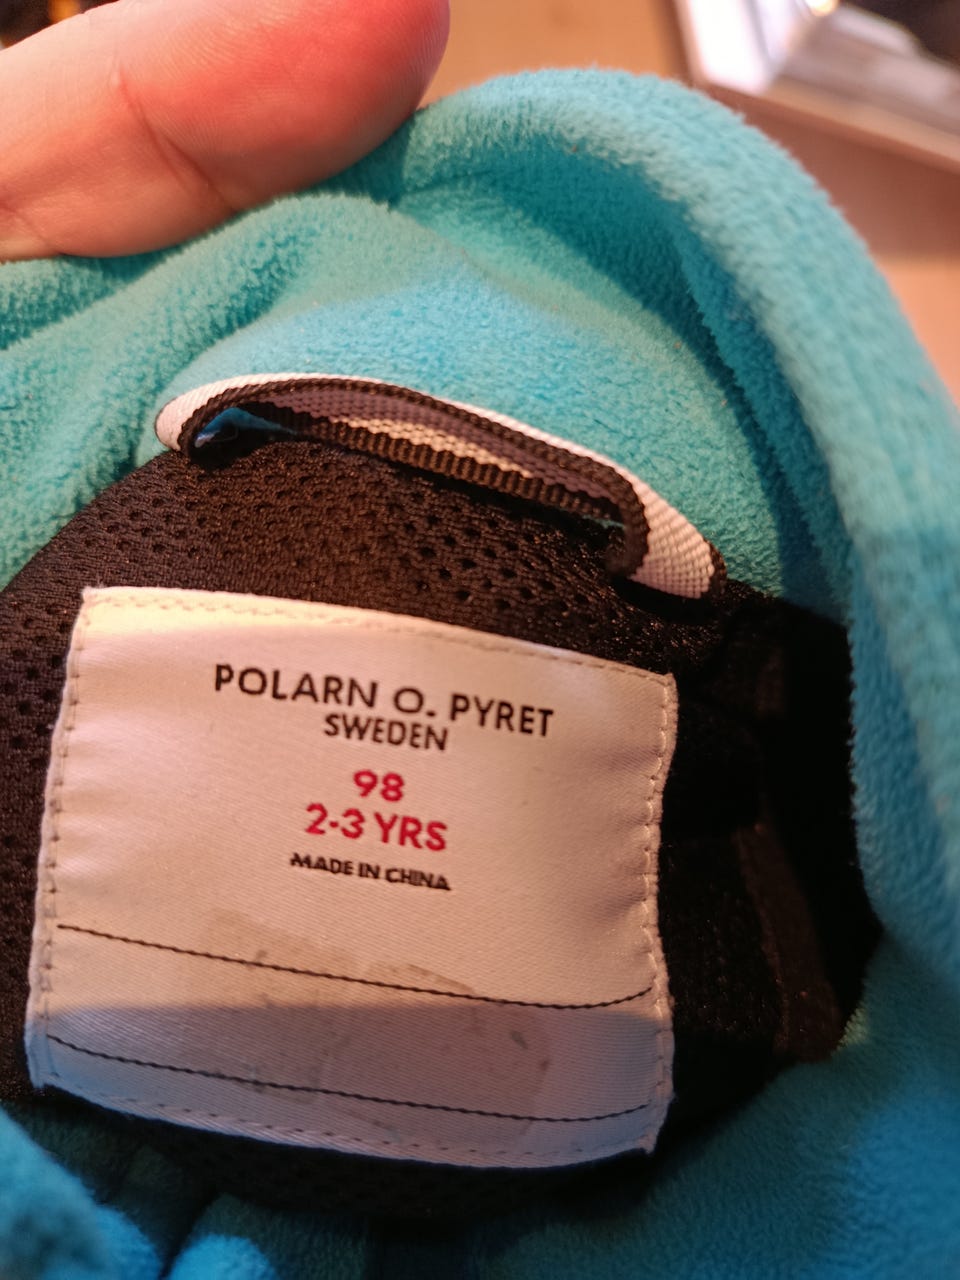 POLARN O. PYRET
SWEDEN
98
2-3 YRS
MADE IN CHINA